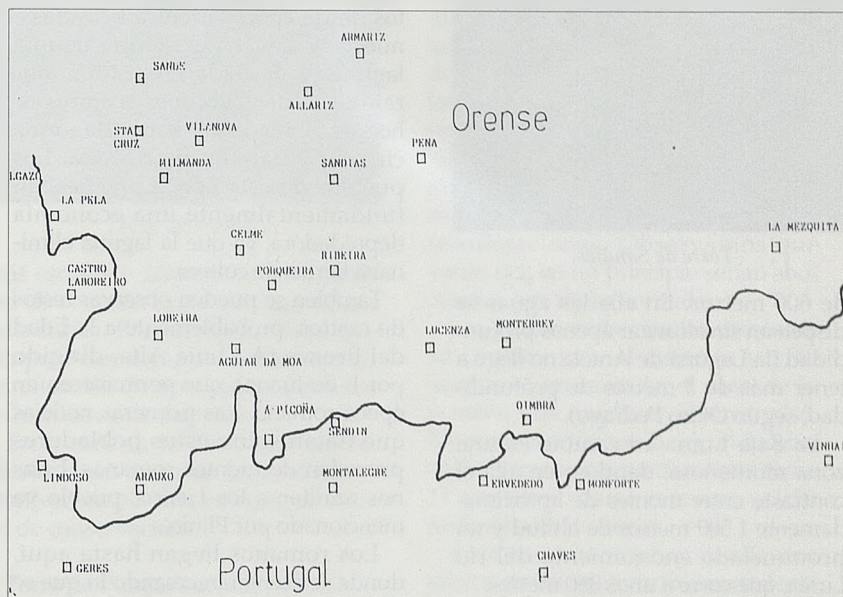 ARMARIZ
SANDE
ALLARIZ
Orense
STA
CRUZ
VILANOVA
PENA
MILMANDA
SANDIAS
LGAZO
LA PELA
CELME
LA MEZQUITA
RIBEIRA
PORQUEIRA
CASTRO
LABOREIRO
LOBEIRA
LUCENZA
MONTERREY
AGUIAR DA MOA
A PICOÑA
SENDIN
OIMBRA
VINHAI
LINDOSO
ARAUXO
MONTALEGRE
ERVEDEDO
MONFORTE
CHAVES
GERES
Portugal